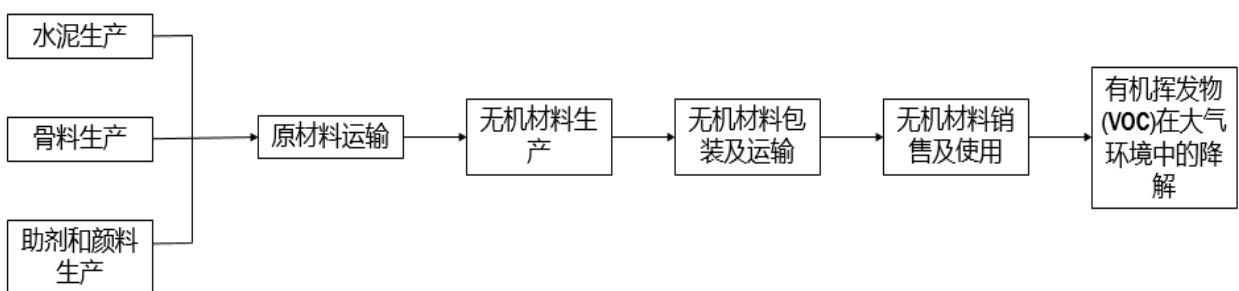 水泥生产
骨料生产
助剂和颜料
生产
原材料运输
无机材料生
产
无机材料包
装及运输
无机材料销
售及使用
有机挥发物
(VOC)在大气
环境中的降
解